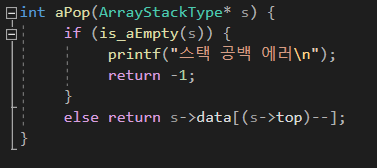 int aPop(ArrayStackType* s) {
if (is_aEmpty(s)) {
printf("스택 공백 에러\n");
return -1;
}
else return s->data[(s->top)--];
}